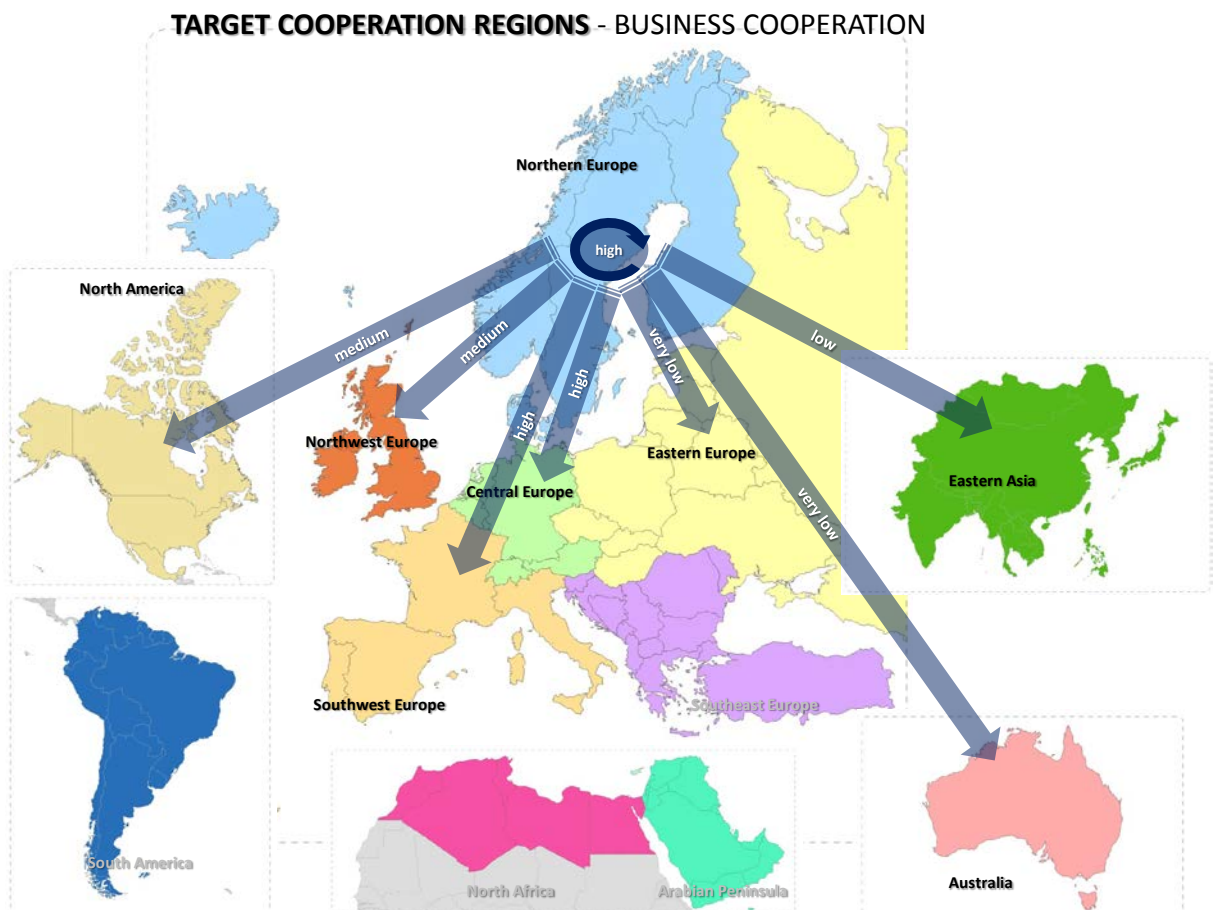 TARGET COOPERATION REGIONS - BUSINESS COOPERATION
Northern Europe
high
North America
medium
medium
high
high
very low
low
Northwest Europe
Eastern Europe
Central Europe
Eastern Asia
very low
Southwest Europe
Southeast Europe
South America
North Africa
Arabian Peninsula
Australia